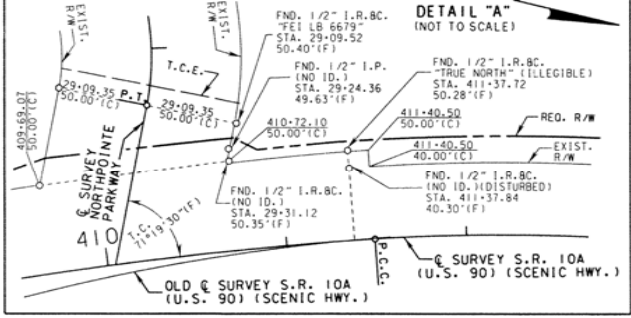 EXIST.
R/W
EXIST.
R/W
FND. 1/2" I.R.&C.
"FEI LB 6679"
STA. 29+09.52
50.40'(F)
DETAIL "A"
(NOT TO SCALE)
T.C.E.
FND. 1/2" I.P.
(NO ID.)
STA. 29+24.36
49.63'(F)
FND. 1/2" I.R.&C.
"TRUE NORTH" (ILLEGIBLE)
STA. 411+37.72
50.28'(F)
29+09.35
50.00'(C)
P.T.
29+09.35
50.00'(C)
409+69.07
50.00'(C)
410+72.10
50.00'(C)
411+40.50
50.00'(C)
REQ. R/W
411+40.50
40.00'(C)
EXIST.
R/W
℄ SURVEY
NORTHPOINTE
PARKWAY
FND. 1/2" I.R.&C.
(NO ID.)
STA. 29+31.12
50.35'(F)
FND. 1/2" I.R.&C.
(NO ID.)(DISTURBED)
STA. 411+37.84
40.30'(F)
410
T.C.
71°19'30"(F)
P.C.C.
℄ SURVEY S.R. 10A
(U.S. 90) (SCENIC HWY.)
OLD ℄ SURVEY S.R. 10A
(U.S. 90) (SCENIC HWY.)